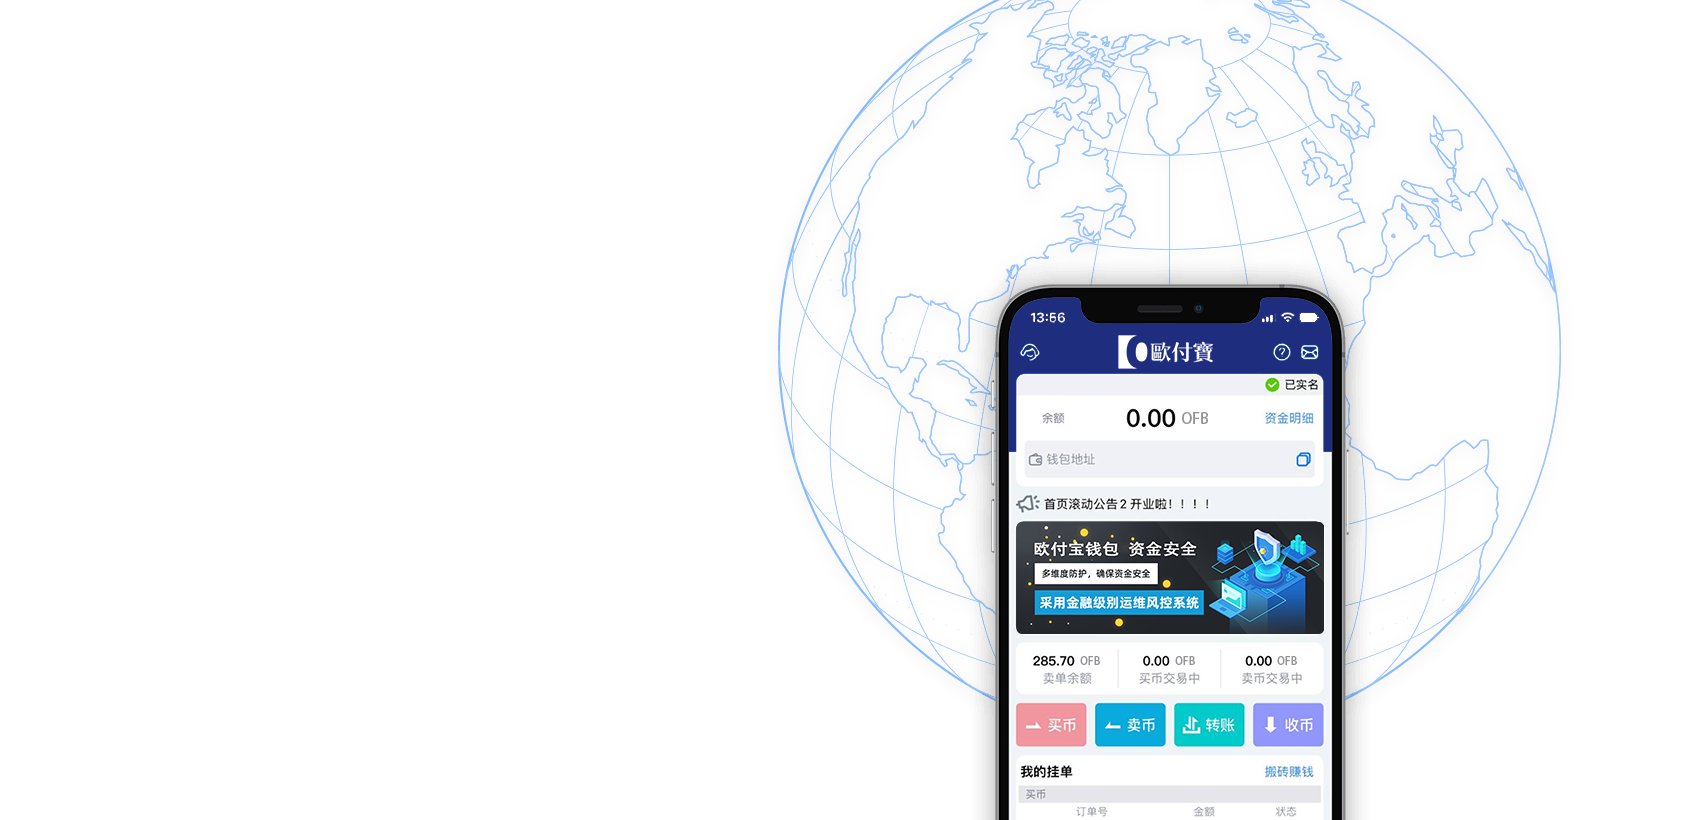 13:56
歐付寶
已实名
余额 0.00 OFB 资金明细
钱包地址
首页滚动公告2 开业啦！！！！
欧付宝钱包 资金安全
多维度防护，确保资金安全
采用金融级别运维风控系统
285.70 OFB 0.00 OFB 0.00 OFB
卖单余额 买币交易中 卖币交易中
买币 卖币 转账 收币
我的挂单 搬砖赚钱
买币
订单号 金额 状态